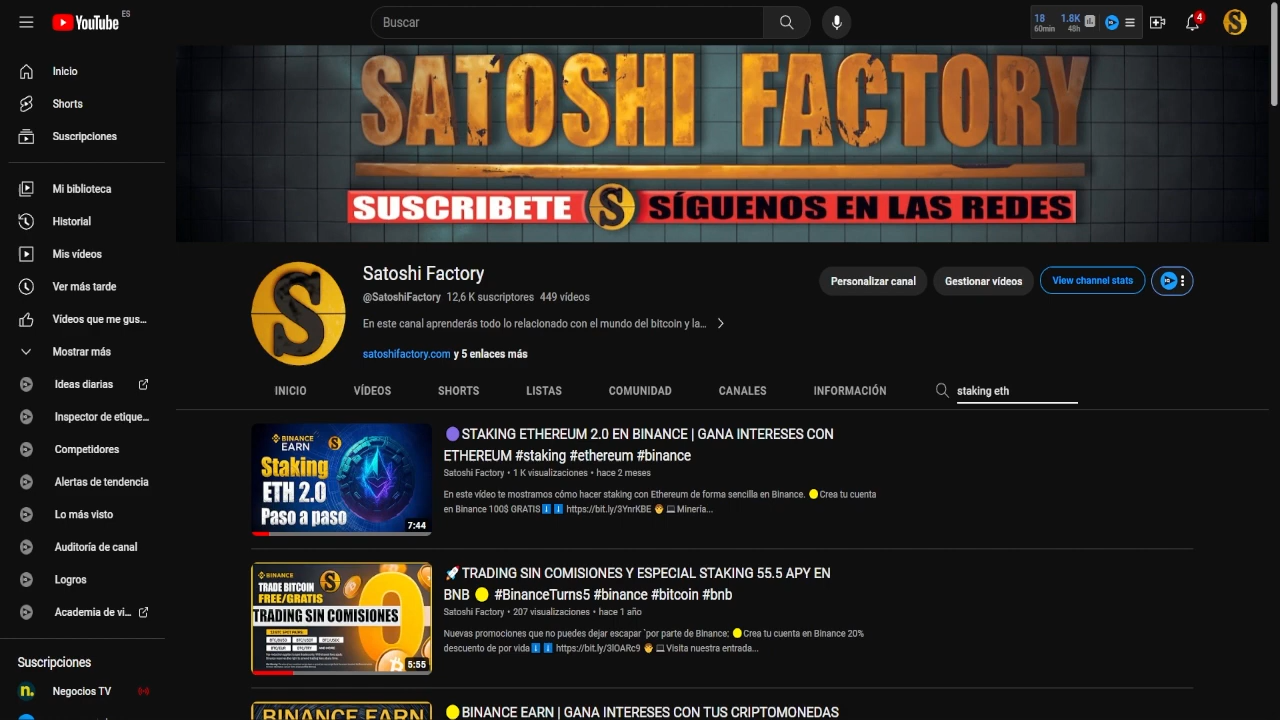 YouTube ES
Buscar
18 1.8K
60min 48h
4
Inicio
Shorts
Suscripciones
Mi biblioteca
Historial
Mis vídeos
Ver más tarde
Vídeos que me gus...
Mostrar más
Ideas diarias
Inspector de etique...
Competidores
Alertas de tendencia
Lo más visto
Auditoría de canal
Logros
Academia de vi...
Suscripciones
n. Negocios TV
SATOSHI FACTORY
SUSCRIBETE S SÍGUENOS EN LAS REDES
Satoshi Factory
@SatoshiFactory 12,6 K suscriptores 449 vídeos
En este canal aprenderás todo lo relacionado con el mundo del bitcoin y la...
satoshifactory.com y 5 enlaces más
Personalizar canal Gestionar vídeos View channel stats
INICIO VÍDEOS SHORTS LISTAS COMUNIDAD CANALES INFORMACIÓN staking eth
BINANCE
EARN
Staking
ETH 2.0
Paso a paso
7:44
🟣STAKING ETHEREUM 2.0 EN BINANCE | GANA INTERESES CON
ETHEREUM #staking #ethereum #binance
Satoshi Factory • 1 K visualizaciones • hace 2 meses
En este vídeo te mostramos cómo hacer staking con Ethereum de forma sencilla en Binance. 🟡Crea tu cuenta
en Binance 100$ GRATIS⬇️⬇️ https://bit.ly/3YnrKBE 🤠💻Minería...
BINANCE
TRADE BITCOIN
FREE/GRATIS
TRADING SIN COMISIONES
0
5:55
🚀TRADING SIN COMISIONES Y ESPECIAL STAKING 55.5 APY EN
BNB 🟡 #BinanceTurns5 #binance #bitcoin #bnb
Satoshi Factory • 207 visualizaciones • hace 1 año
Nuevas promociones que no puedes dejar escapar `por parte de Binance: 🟡Crea tu cuenta en Binance 20%
descuento de por vida⬇️⬇️ https://bit.ly/3lOARc9 🤠💻Visita nuestra entrada...
BINANCE EARN
🟡BINANCE EARN | GANA INTERESES CON TUS CRIPTOMONEDAS